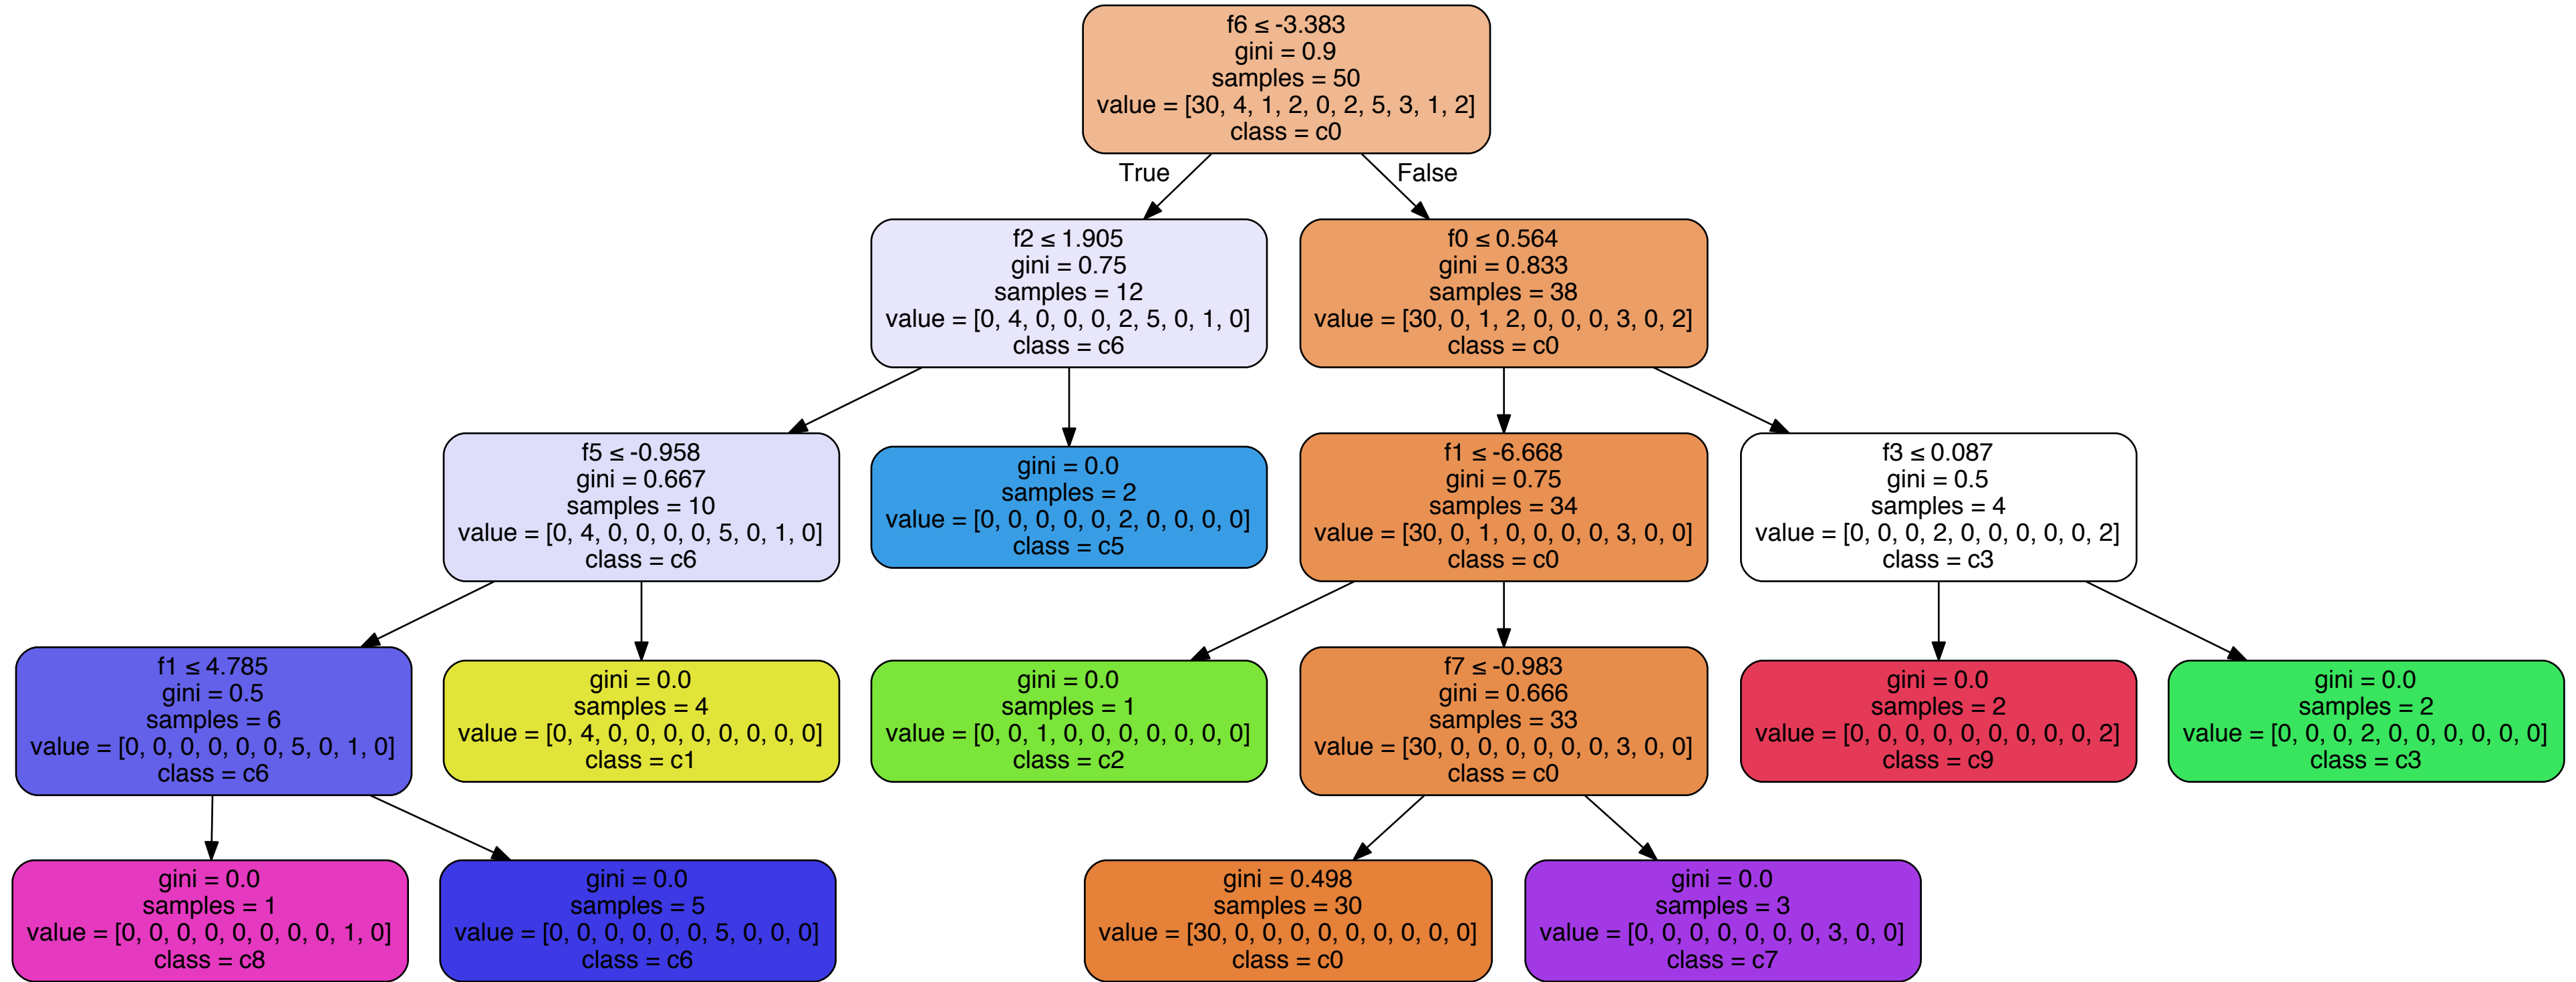 f6 ≤ -3.383
gini = 0.9
samples = 50
value = [30, 4, 1, 2, 0, 2, 5, 3, 1, 2]
class = c0
True
False
f2 ≤ 1.905
gini = 0.75
samples = 12
value = [0, 4, 0, 0, 0, 2, 5, 0, 1, 0]
class = c6
f0 ≤ 0.564
gini = 0.833
samples = 38
value = [30, 0, 1, 2, 0, 0, 0, 3, 0, 2]
class = c0
f5 ≤ -0.958
gini = 0.667
samples = 10
value = [0, 4, 0, 0, 0, 0, 5, 0, 1, 0]
class = c6
gini = 0.0
samples = 2
value = [0, 0, 0, 0, 0, 2, 0, 0, 0, 0]
class = c5
f1 ≤ -6.668
gini = 0.75
samples = 34
value = [30, 0, 1, 0, 0, 0, 0, 3, 0, 0]
class = c0
f3 ≤ 0.087
gini = 0.5
samples = 4
value = [0, 0, 0, 2, 0, 0, 0, 0, 0, 2]
class = c3
f1 ≤ 4.785
gini = 0.5
samples = 6
value = [0, 0, 0, 0, 0, 0, 5, 0, 1, 0]
class = c6
gini = 0.0
samples = 4
value = [0, 4, 0, 0, 0, 0, 0, 0, 0, 0]
class = c1
gini = 0.0
samples = 1
value = [0, 0, 1, 0, 0, 0, 0, 0, 0, 0]
class = c2
f7 ≤ -0.983
gini = 0.666
samples = 33
value = [30, 0, 0, 0, 0, 0, 0, 3, 0, 0]
class = c0
gini = 0.0
samples = 2
value = [0, 0, 0, 0, 0, 0, 0, 0, 0, 2]
class = c9
gini = 0.0
samples = 2
value = [0, 0, 0, 2, 0, 0, 0, 0, 0, 0]
class = c3
gini = 0.0
samples = 1
value = [0, 0, 0, 0, 0, 0, 0, 0, 1, 0]
class = c8
gini = 0.0
samples = 5
value = [0, 0, 0, 0, 0, 0, 5, 0, 0, 0]
class = c6
gini = 0.498
samples = 30
value = [30, 0, 0, 0, 0, 0, 0, 0, 0, 0]
class = c0
gini = 0.0
samples = 3
value = [0, 0, 0, 0, 0, 0, 0, 3, 0, 0]
class = c7